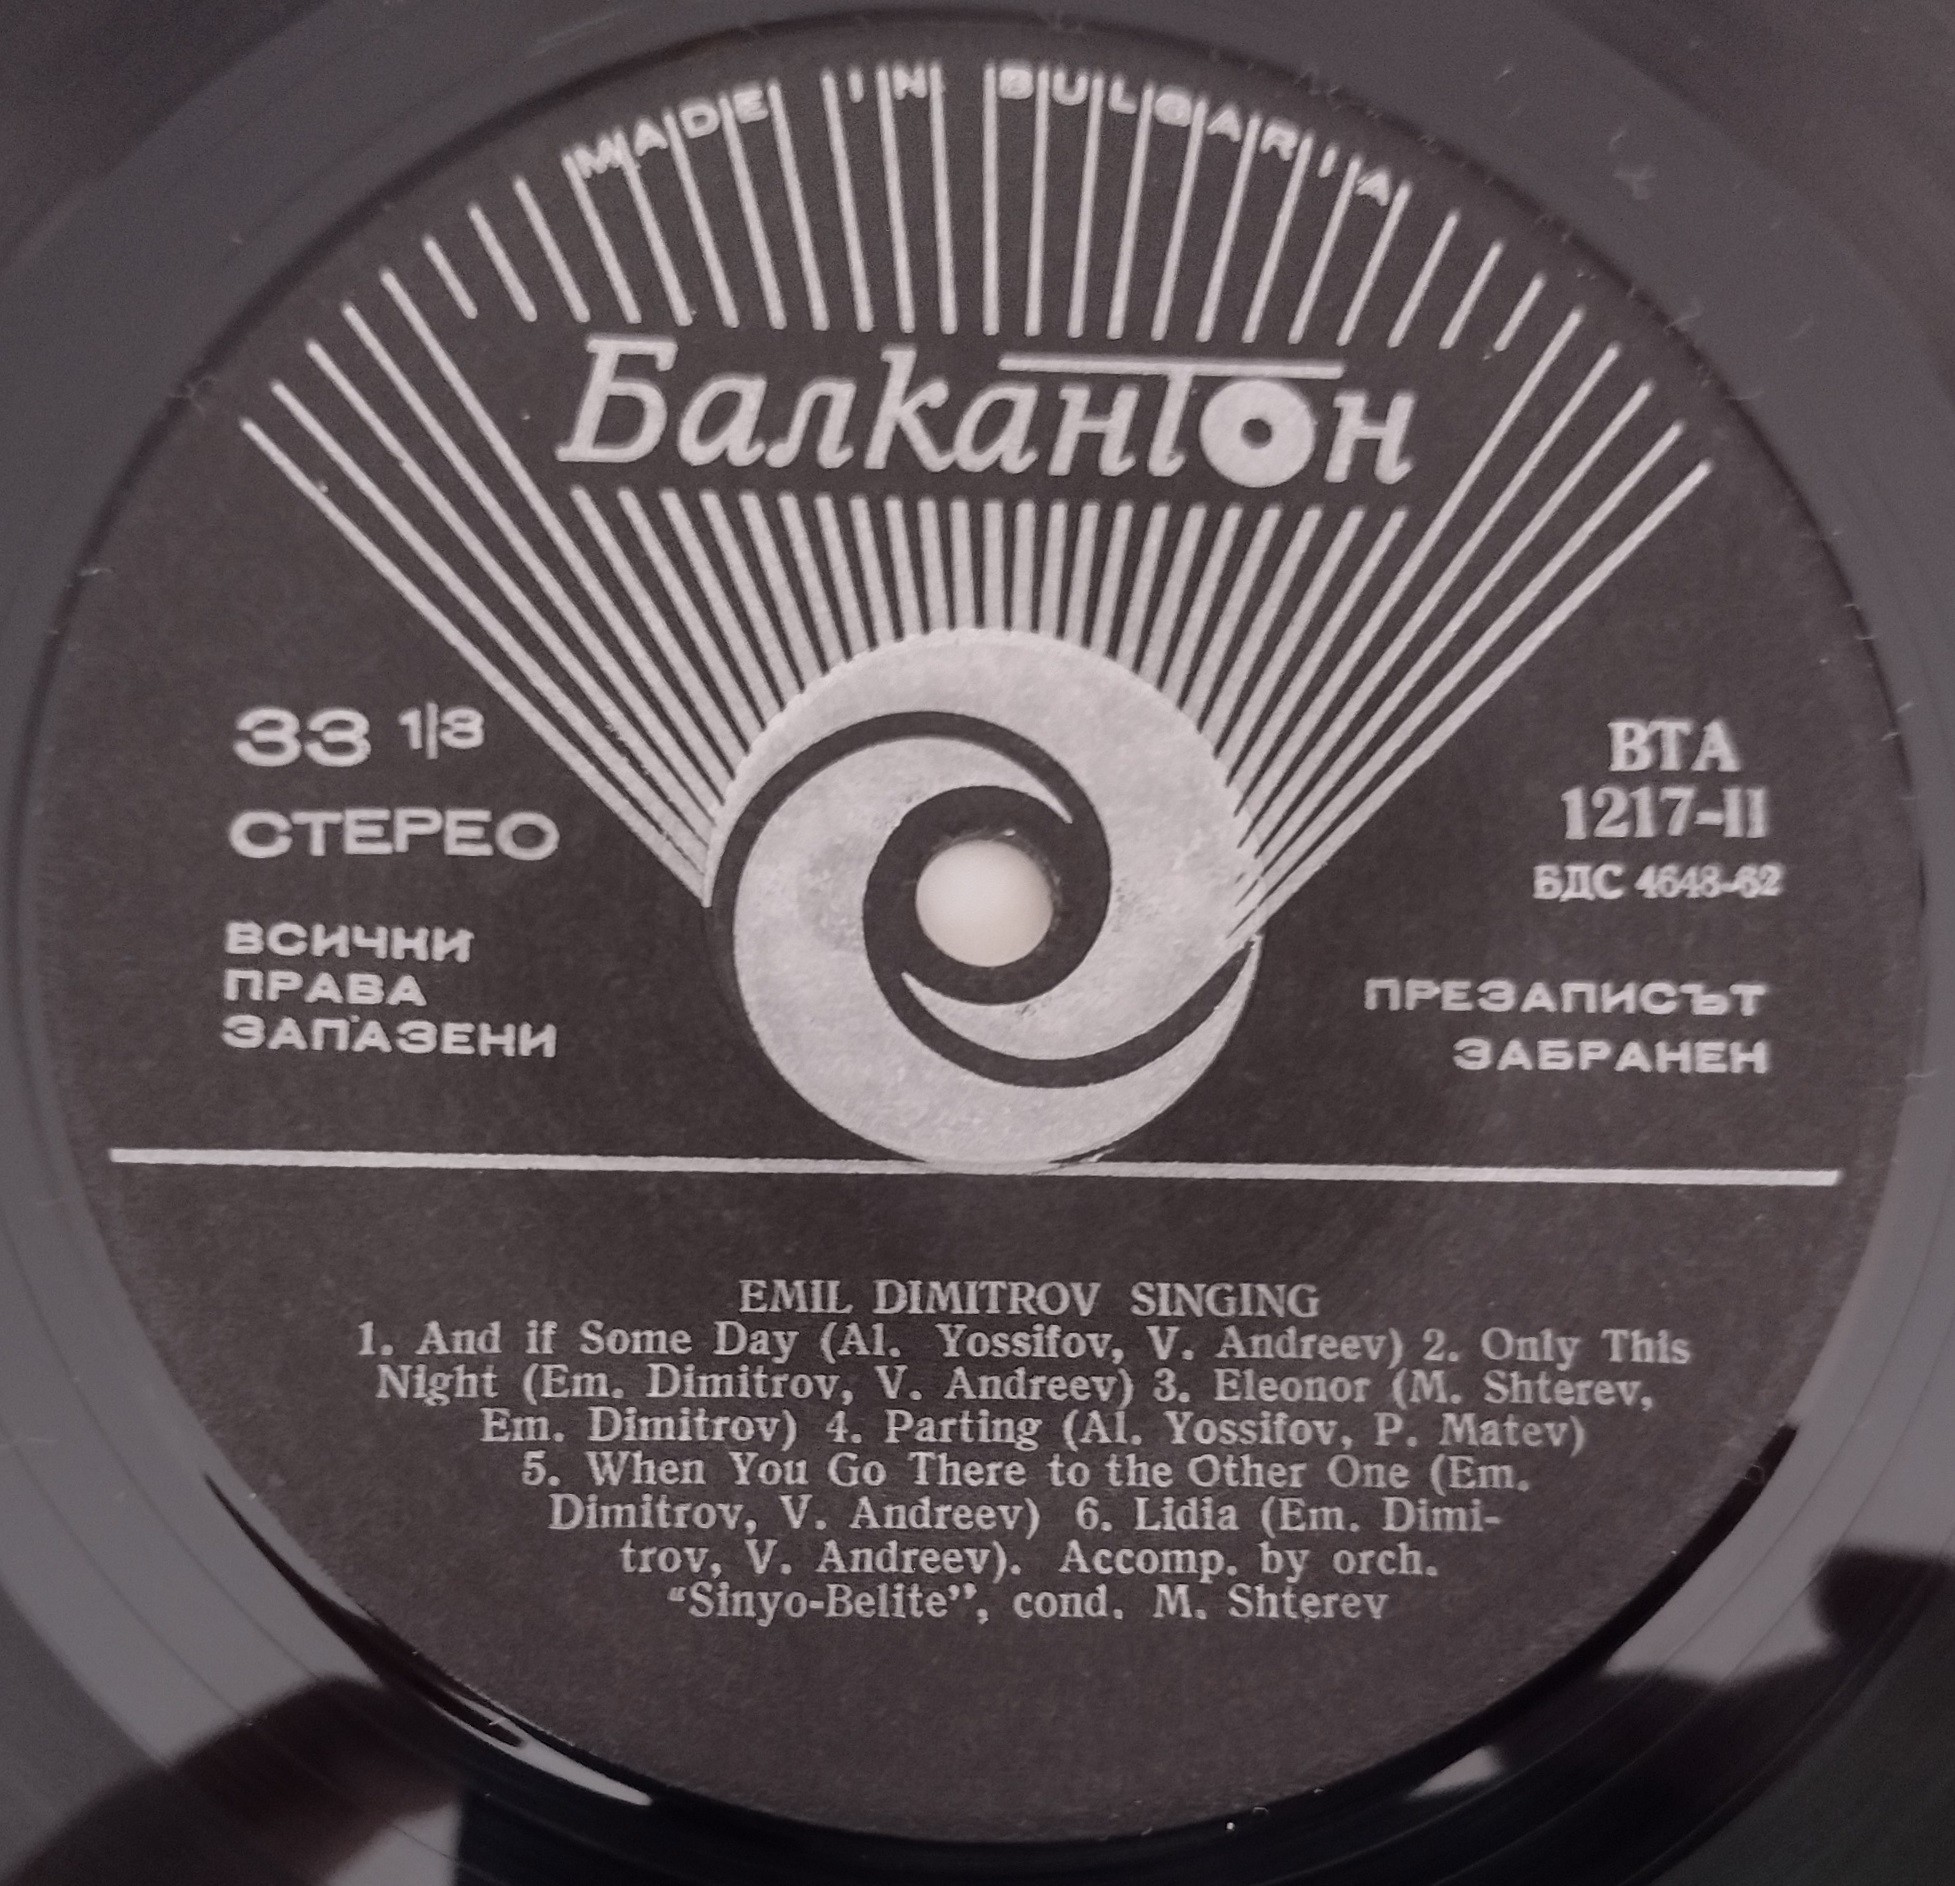 MADE IN BULGARIA
Балкантон
33 1/3
СТЕРЕО
ВСИЧКИ
ПРАВА
ЗАПАЗЕНИ
ВТА
1217-II
БДС 4648-62
ПРЕЗАПИСЪТ
ЗАБРАНЕН
EMIL DIMITROV SINGING
1. And if Some Day (Al. Yossifov, V. Andreev) 2. Only This
Night (Em. Dimitrov, V. Andreev) 3. Eleonor (M. Shterev,
Em. Dimitrov) 4. Parting (Al. Yossifov, P. Matev)
5. When You Go There to the Other One (Em.
Dimitrov, V. Andreev) 6. Lidia (Em. Dimi-
trov, V. Andreev). Accomp. by orch.
“Sinyo-Belite”, cond. M. Shterev